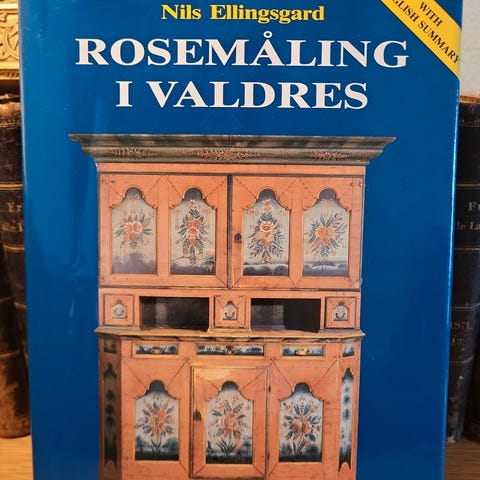 Nils Ellingsgard
ROSEMÅLING
I VALDRES
WITH
ENGLISH SUMMARY